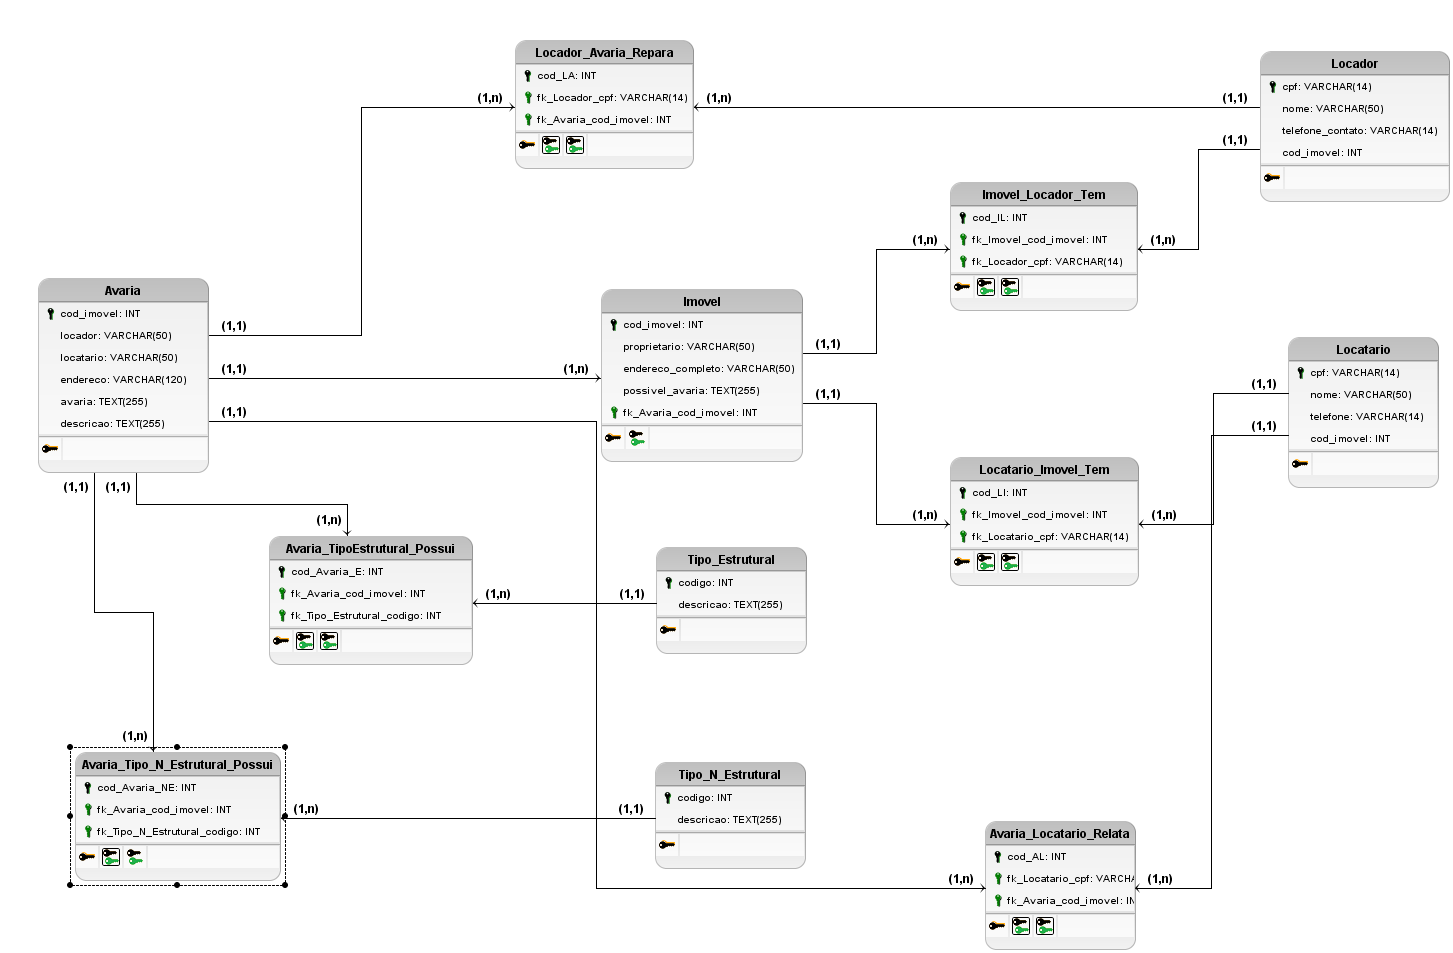 Locador_Avaria_Repara
cod_LA: INT
fk_Locador_cpf: VARCHAR(14)
fk_Avaria_cod_imovel: INT
(1,n)
(1,n)
(1,1)
(1,1)
Locador
cpf: VARCHAR(14)
nome: VARCHAR(50)
telefone_contato: VARCHAR(14)
cod_imovel: INT
Imovel_Locador_Tem
cod_IL: INT
fk_Imovel_cod_imovel: INT
fk_Locador_cpf: VARCHAR(14)
(1,n)
(1,n)
Avaria
cod_imovel: INT
locador: VARCHAR(50)
locatario: VARCHAR(50)
endereco: VARCHAR(120)
avaria: TEXT(255)
descricao: TEXT(255)
(1,1)
(1,1)
(1,1)
(1,n)
Imovel
cod_imovel: INT
proprietario: VARCHAR(50)
endereco_completo: VARCHAR(50)
possivel_avaria: TEXT(255)
fk_Avaria_cod_imovel: INT
(1,1)
(1,1)
Locatario
cpf: VARCHAR(14)
nome: VARCHAR(50)
telefone: VARCHAR(14)
cod_imovel: INT
(1,1)
(1,1)
Locatario_Imovel_Tem
cod_LI: INT
fk_Imovel_cod_imovel: INT
fk_Locatario_cpf: VARCHAR(14)
(1,n)
(1,n)
(1,1)
(1,1)
(1,n)
Avaria_TipoEstrutural_Possui
cod_Avaria_E: INT
fk_Avaria_cod_imovel: INT
fk_Tipo_Estrutural_codigo: INT
(1,n)
(1,1)
Tipo_Estrutural
codigo: INT
descricao: TEXT(255)
(1,n)
Avaria_Tipo_N_Estrutural_Possui
cod_Avaria_NE: INT
fk_Avaria_cod_imovel: INT
fk_Tipo_N_Estrutural_codigo: INT
(1,n)
(1,1)
Tipo_N_Estrutural
codigo: INT
descricao: TEXT(255)
Avaria_Locatario_Relata
cod_AL: INT
fk_Locatario_cpf: VARCHA
fk_Avaria_cod_imovel: IN
(1,n)
(1,n)